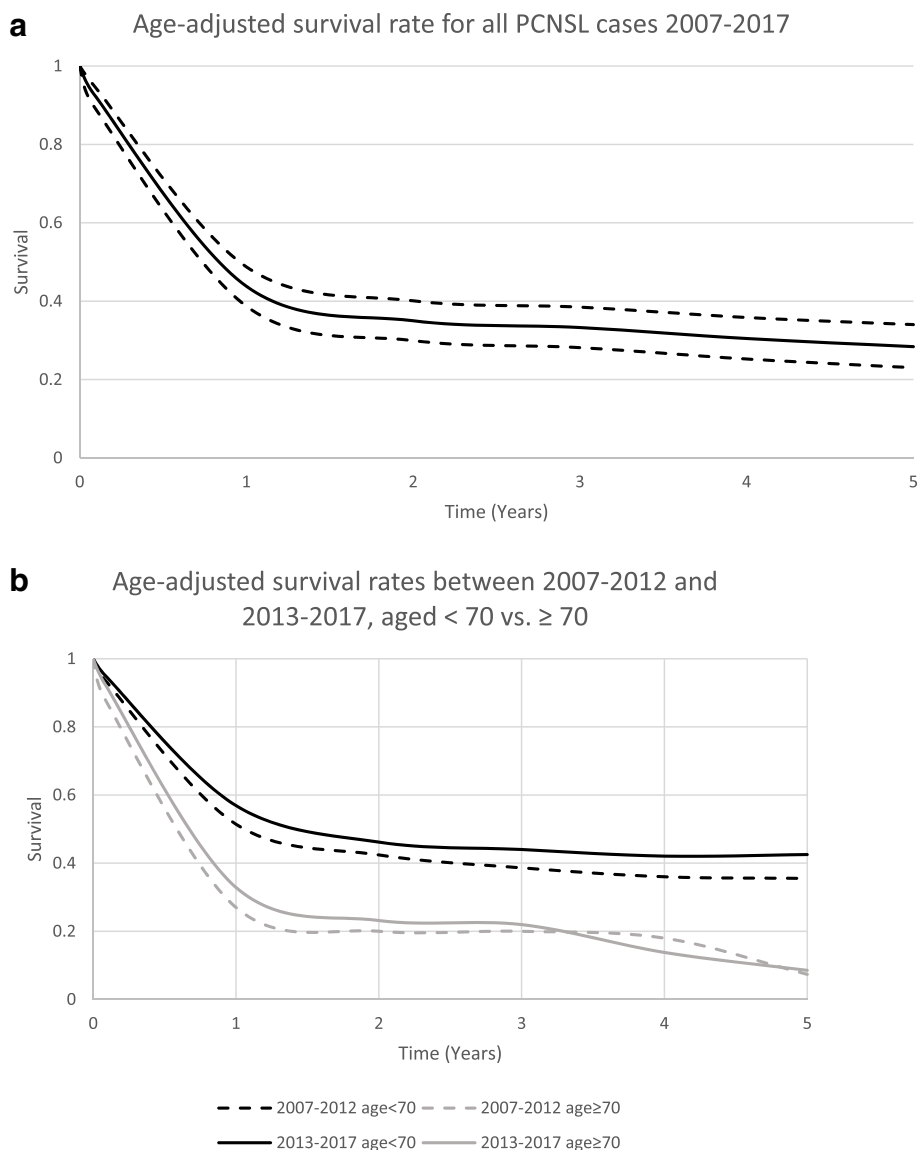 a
Age-adjusted survival rate for all PCNSL cases 2007-2017
1
0.8
0.6
0.4
0.2
0
Survival
0 1 2 3 4 5
Time (Years)
b
Age-adjusted survival rates between 2007-2012 and
2013-2017, aged < 70 vs. ≥ 70
1
0.8
0.6
0.4
0.2
0
Survival
0 1 2 3 4 5
Time (Years)
2007-2012 age<70 2007-2012 age≥70
2013-2017 age<70 2013-2017 age≥70